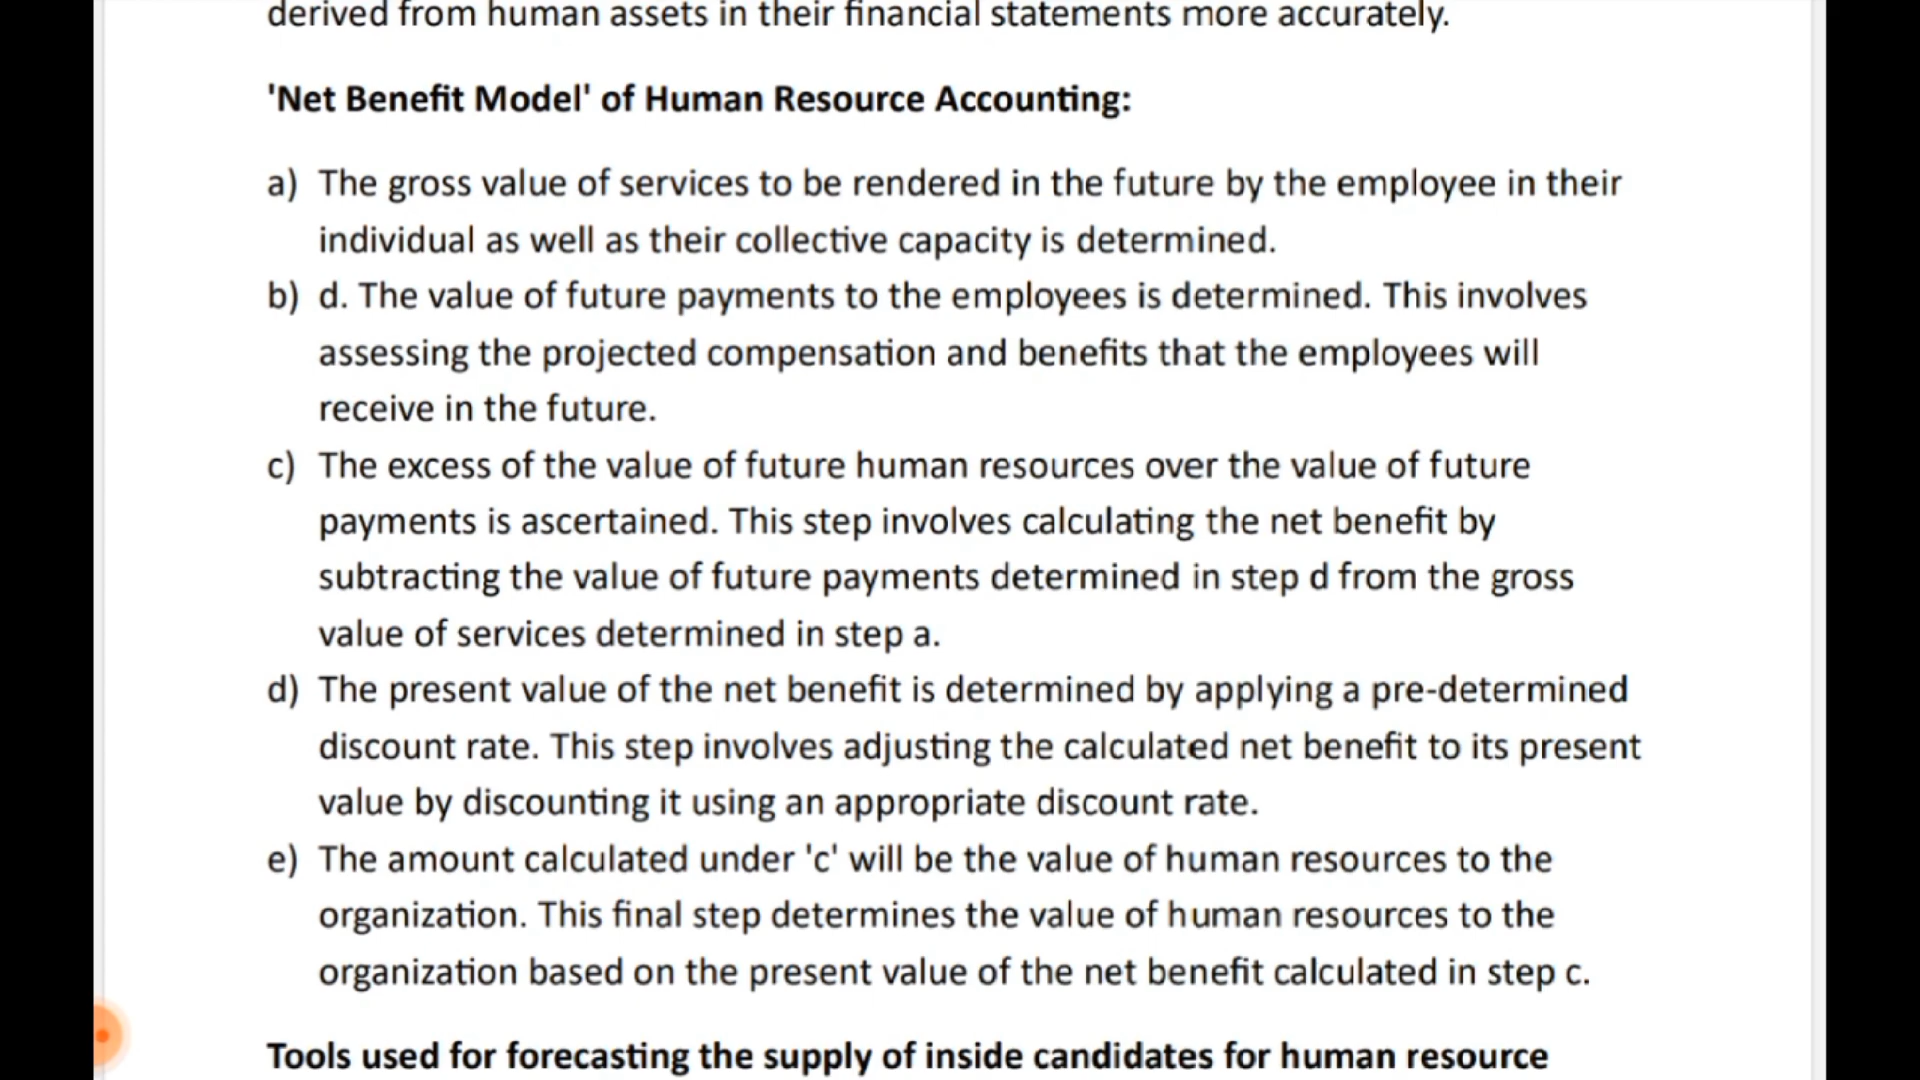 derived from human assets in their financial statements more accurately.
'Net Benefit Model' of Human Resource Accounting:
a) The gross value of services to be rendered in the future by the employee in their
individual as well as their collective capacity is determined.
b) d. The value of future payments to the employees is determined. This involves
assessing the projected compensation and benefits that the employees will
receive in the future.
c) The excess of the value of future human resources over the value of future
payments is ascertained. This step involves calculating the net benefit by
subtracting the value of future payments determined in step d from the gross
value of services determined in step a.
d) The present value of the net benefit is determined by applying a pre-determined
discount rate. This step involves adjusting the calculated net benefit to its present
value by discounting it using an appropriate discount rate.
e) The amount calculated under 'c' will be the value of human resources to the
organization. This final step determines the value of human resources to the
organization based on the present value of the net benefit calculated in step c.
Tools used for forecasting the supply of inside candidates for human resource